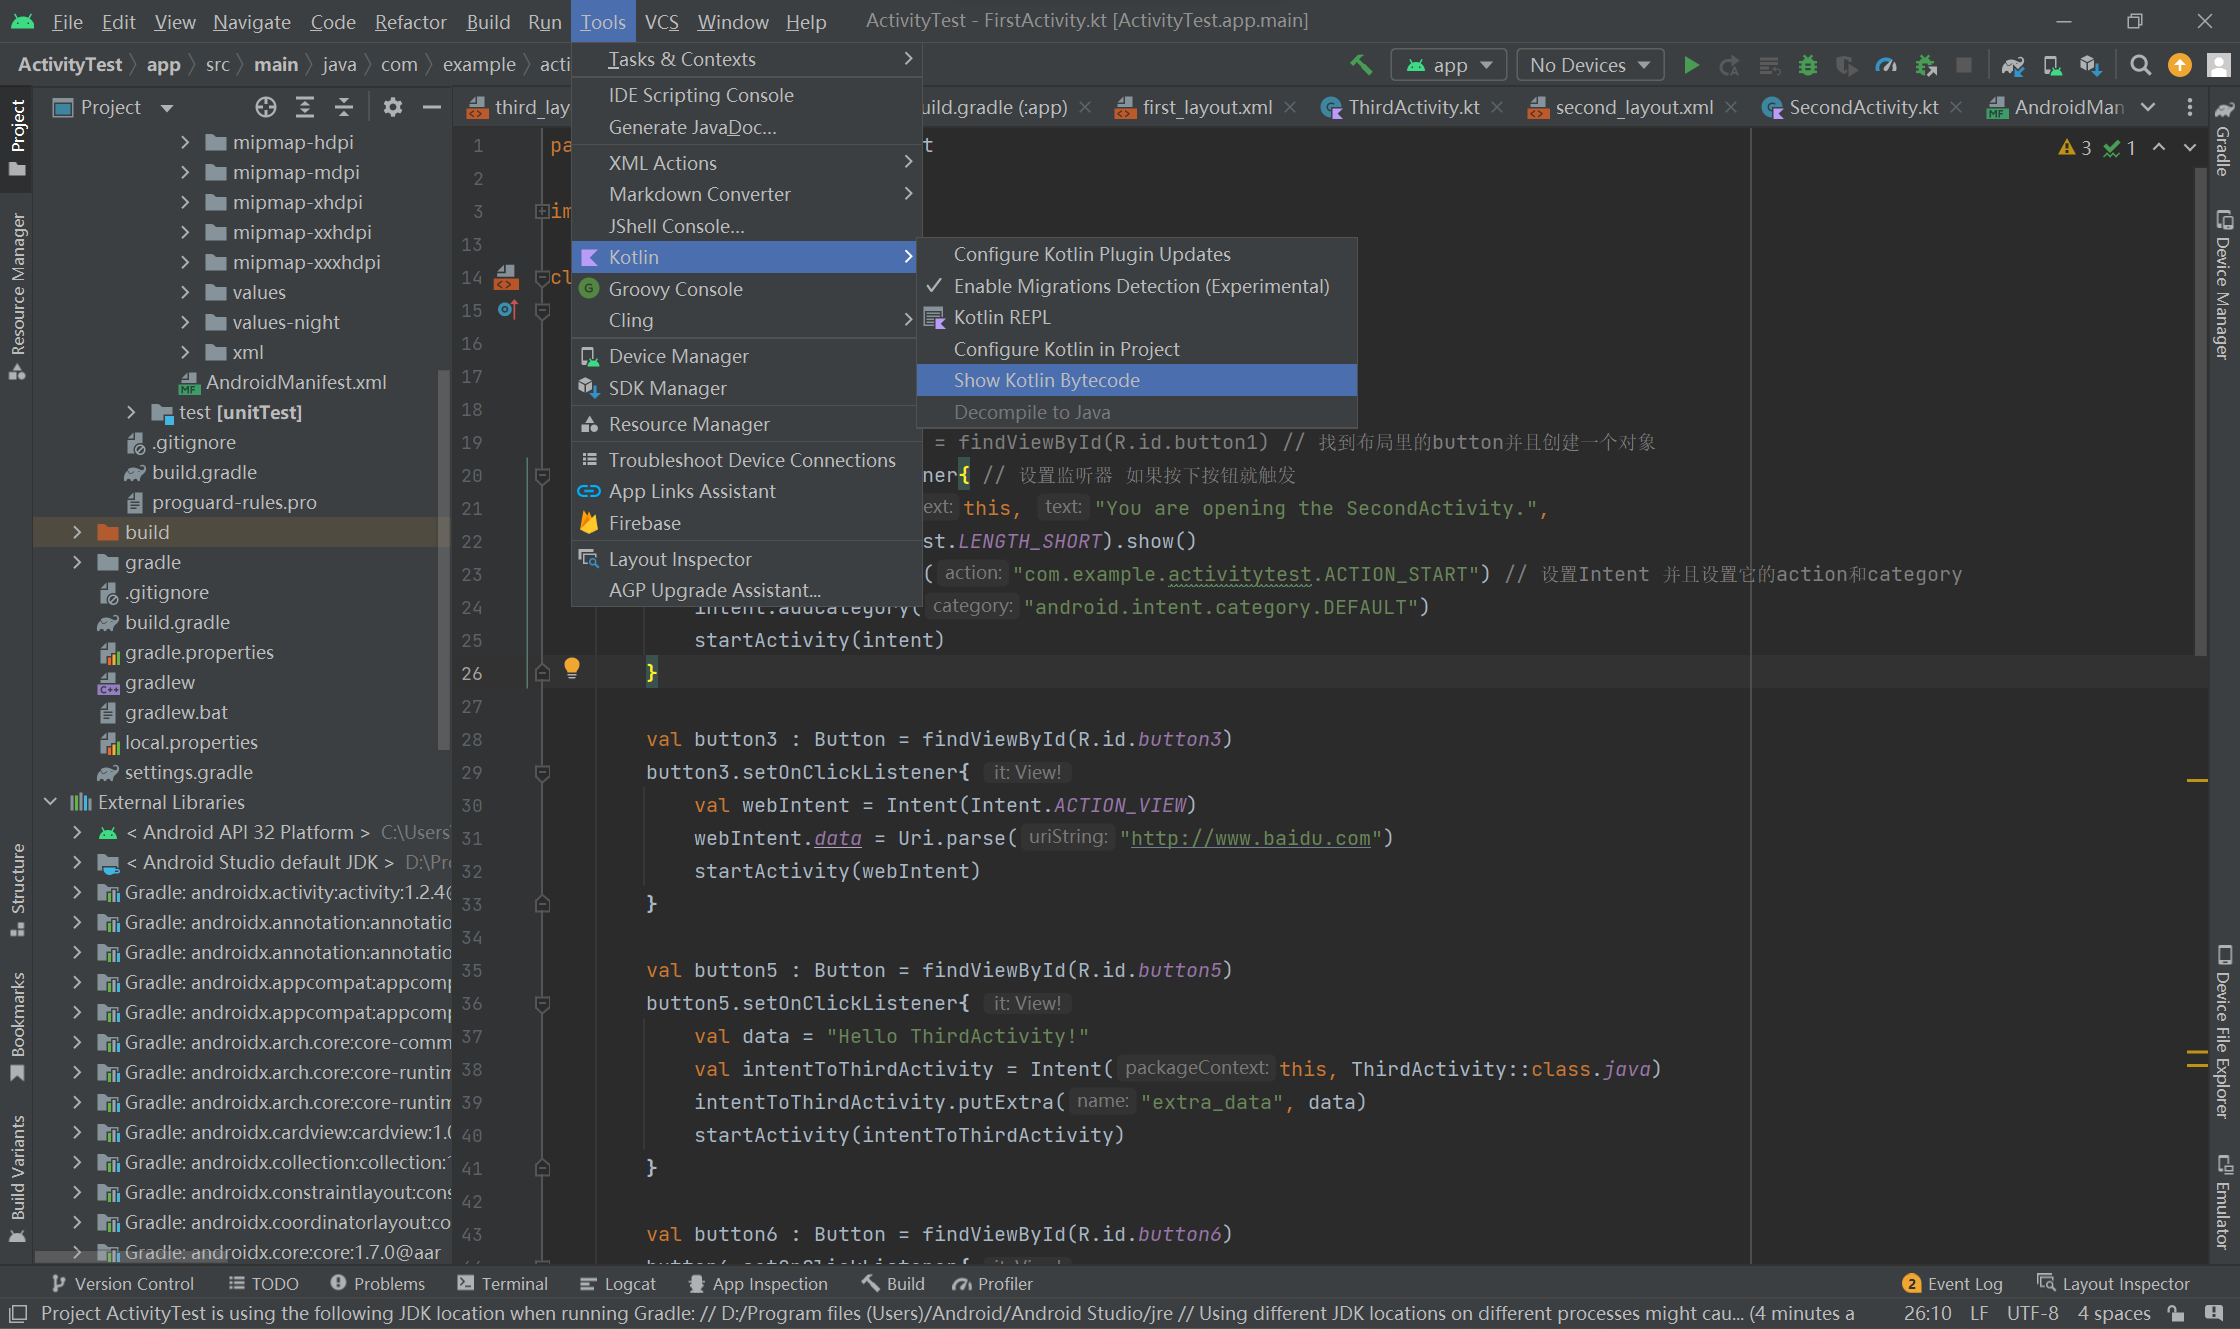 File Edit View Navigate Code Refactor Build Run Tools VCS Window Help ActivityTest - FirstActivity.kt [ActivityTest.app.main]
ActivityTest app src main java com example acti
app No Devices
Project
third_lay
uild.gradle (:app) first_layout.xml ThirdActivity.kt second_layout.xml SecondActivity.kt AndroidMan
Tasks & Contexts
IDE Scripting Console
Generate JavaDoc...
XML Actions
Markdown Converter
JShell Console...
Kotlin
Groovy Console
Cling
Device Manager
SDK Manager
Resource Manager
Troubleshoot Device Connections
App Links Assistant
Firebase
Layout Inspector
AGP Upgrade Assistant...
Configure Kotlin Plugin Updates
Enable Migrations Detection (Experimental)
Kotlin REPL
Configure Kotlin in Project
Show Kotlin Bytecode
Decompile to Java
Project
Resource Manager
Structure
Bookmarks
Build Variants
mipmap-hdpi
mipmap-mdpi
mipmap-xhdpi
mipmap-xxhdpi
mipmap-xxxhdpi
values
values-night
xml
AndroidManifest.xml
test [unitTest]
.gitignore
build.gradle
proguard-rules.pro
build
gradle
.gitignore
build.gradle
gradle.properties
gradlew
gradlew.bat
local.properties
settings.gradle
External Libraries
< Android API 32 Platform > C:\Users\
< Android Studio default JDK > D:\Pr
Gradle: androidx.activity:activity:1.2.4@
Gradle: androidx.annotation:annotatio
Gradle: androidx.annotation:annotatio
Gradle: androidx.appcompat:appcomp
Gradle: androidx.appcompat:appcomp
Gradle: androidx.arch.core:core-comm
Gradle: androidx.arch.core:core-runtim
Gradle: androidx.arch.core:core-runtim
Gradle: androidx.cardview:cardview:1.0
Gradle: androidx.collection:collection:1
Gradle: androidx.constraintlayout:cons
Gradle: androidx.coordinatorlayout:co
Gradle: androidx.core:core:1.7.0@aar
1 pa t
3 1
2
3 im
13
14 cl
15
16
17
18
19 = findViewById(R.id.button1) // 找到布局里的button并且创建一个对象
20 ner{ // 设置监听器 如果按下按钮就触发
21 ext: this, text: "You are opening the SecondActivity.",
22 st.LENGTH_SHORT).show()
23 ( action: "com.example.activitytest.ACTION_START") // 设置Intent 并且设置它的action和category
24 intent.addCategory( category: "android.intent.category.DEFAULT")
25 startActivity(intent)
26 }
27
28 val button3 : Button = findViewById(R.id.button3)
29 button3.setOnClickListener{ it: View!
30 val webIntent = Intent(Intent.ACTION_VIEW)
31 webIntent.data = Uri.parse( uriString: "http://www.baidu.com")
32 startActivity(webIntent)
33 }
34
35 val button5 : Button = findViewById(R.id.button5)
36 button5.setOnClickListener{ it: View!
37 val data = "Hello ThirdActivity!"
38 val intentToThirdActivity = Intent( packageContext: this, ThirdActivity::class.java)
39 intentToThirdActivity.putExtra( name: "extra_data", data)
40 startActivity(intentToThirdActivity)
41 }
42
43 val button6 : Button = findViewById(R.id.button6)
Gradle
Device Manager
Device File Explorer
Emulator
Version Control TODO Problems Terminal Logcat App Inspection Build Profiler 2 Event Log Layout Inspector
Project ActivityTest is using the following JDK location when running Gradle: // D:/Program files (Users)/Android/Android Studio/jre // Using different JDK locations on different processes might cau... (4 minutes a 26:10 LF UTF-8 4 spaces